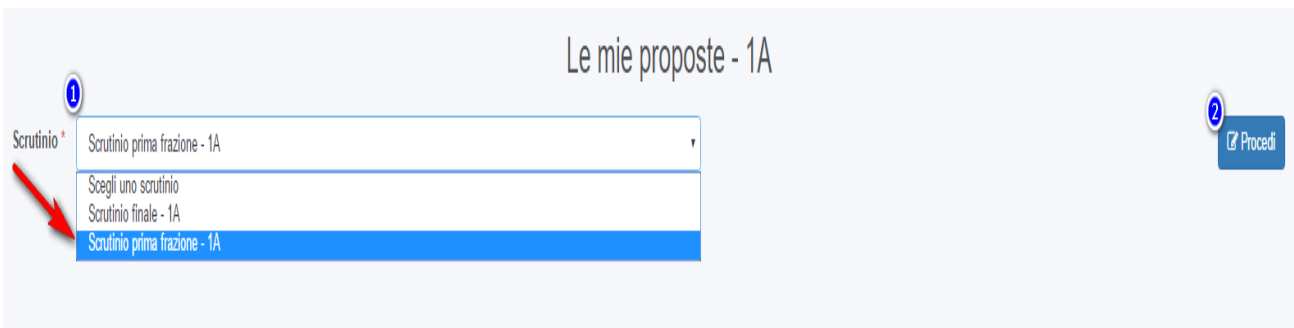 Le mie proposte - 1A
1
2
Scrutinio * Scrutinio prima frazione - 1A Procedi
Scegli uno scrutinio
Scrutinio finale - 1A
Scrutinio prima frazione - 1A